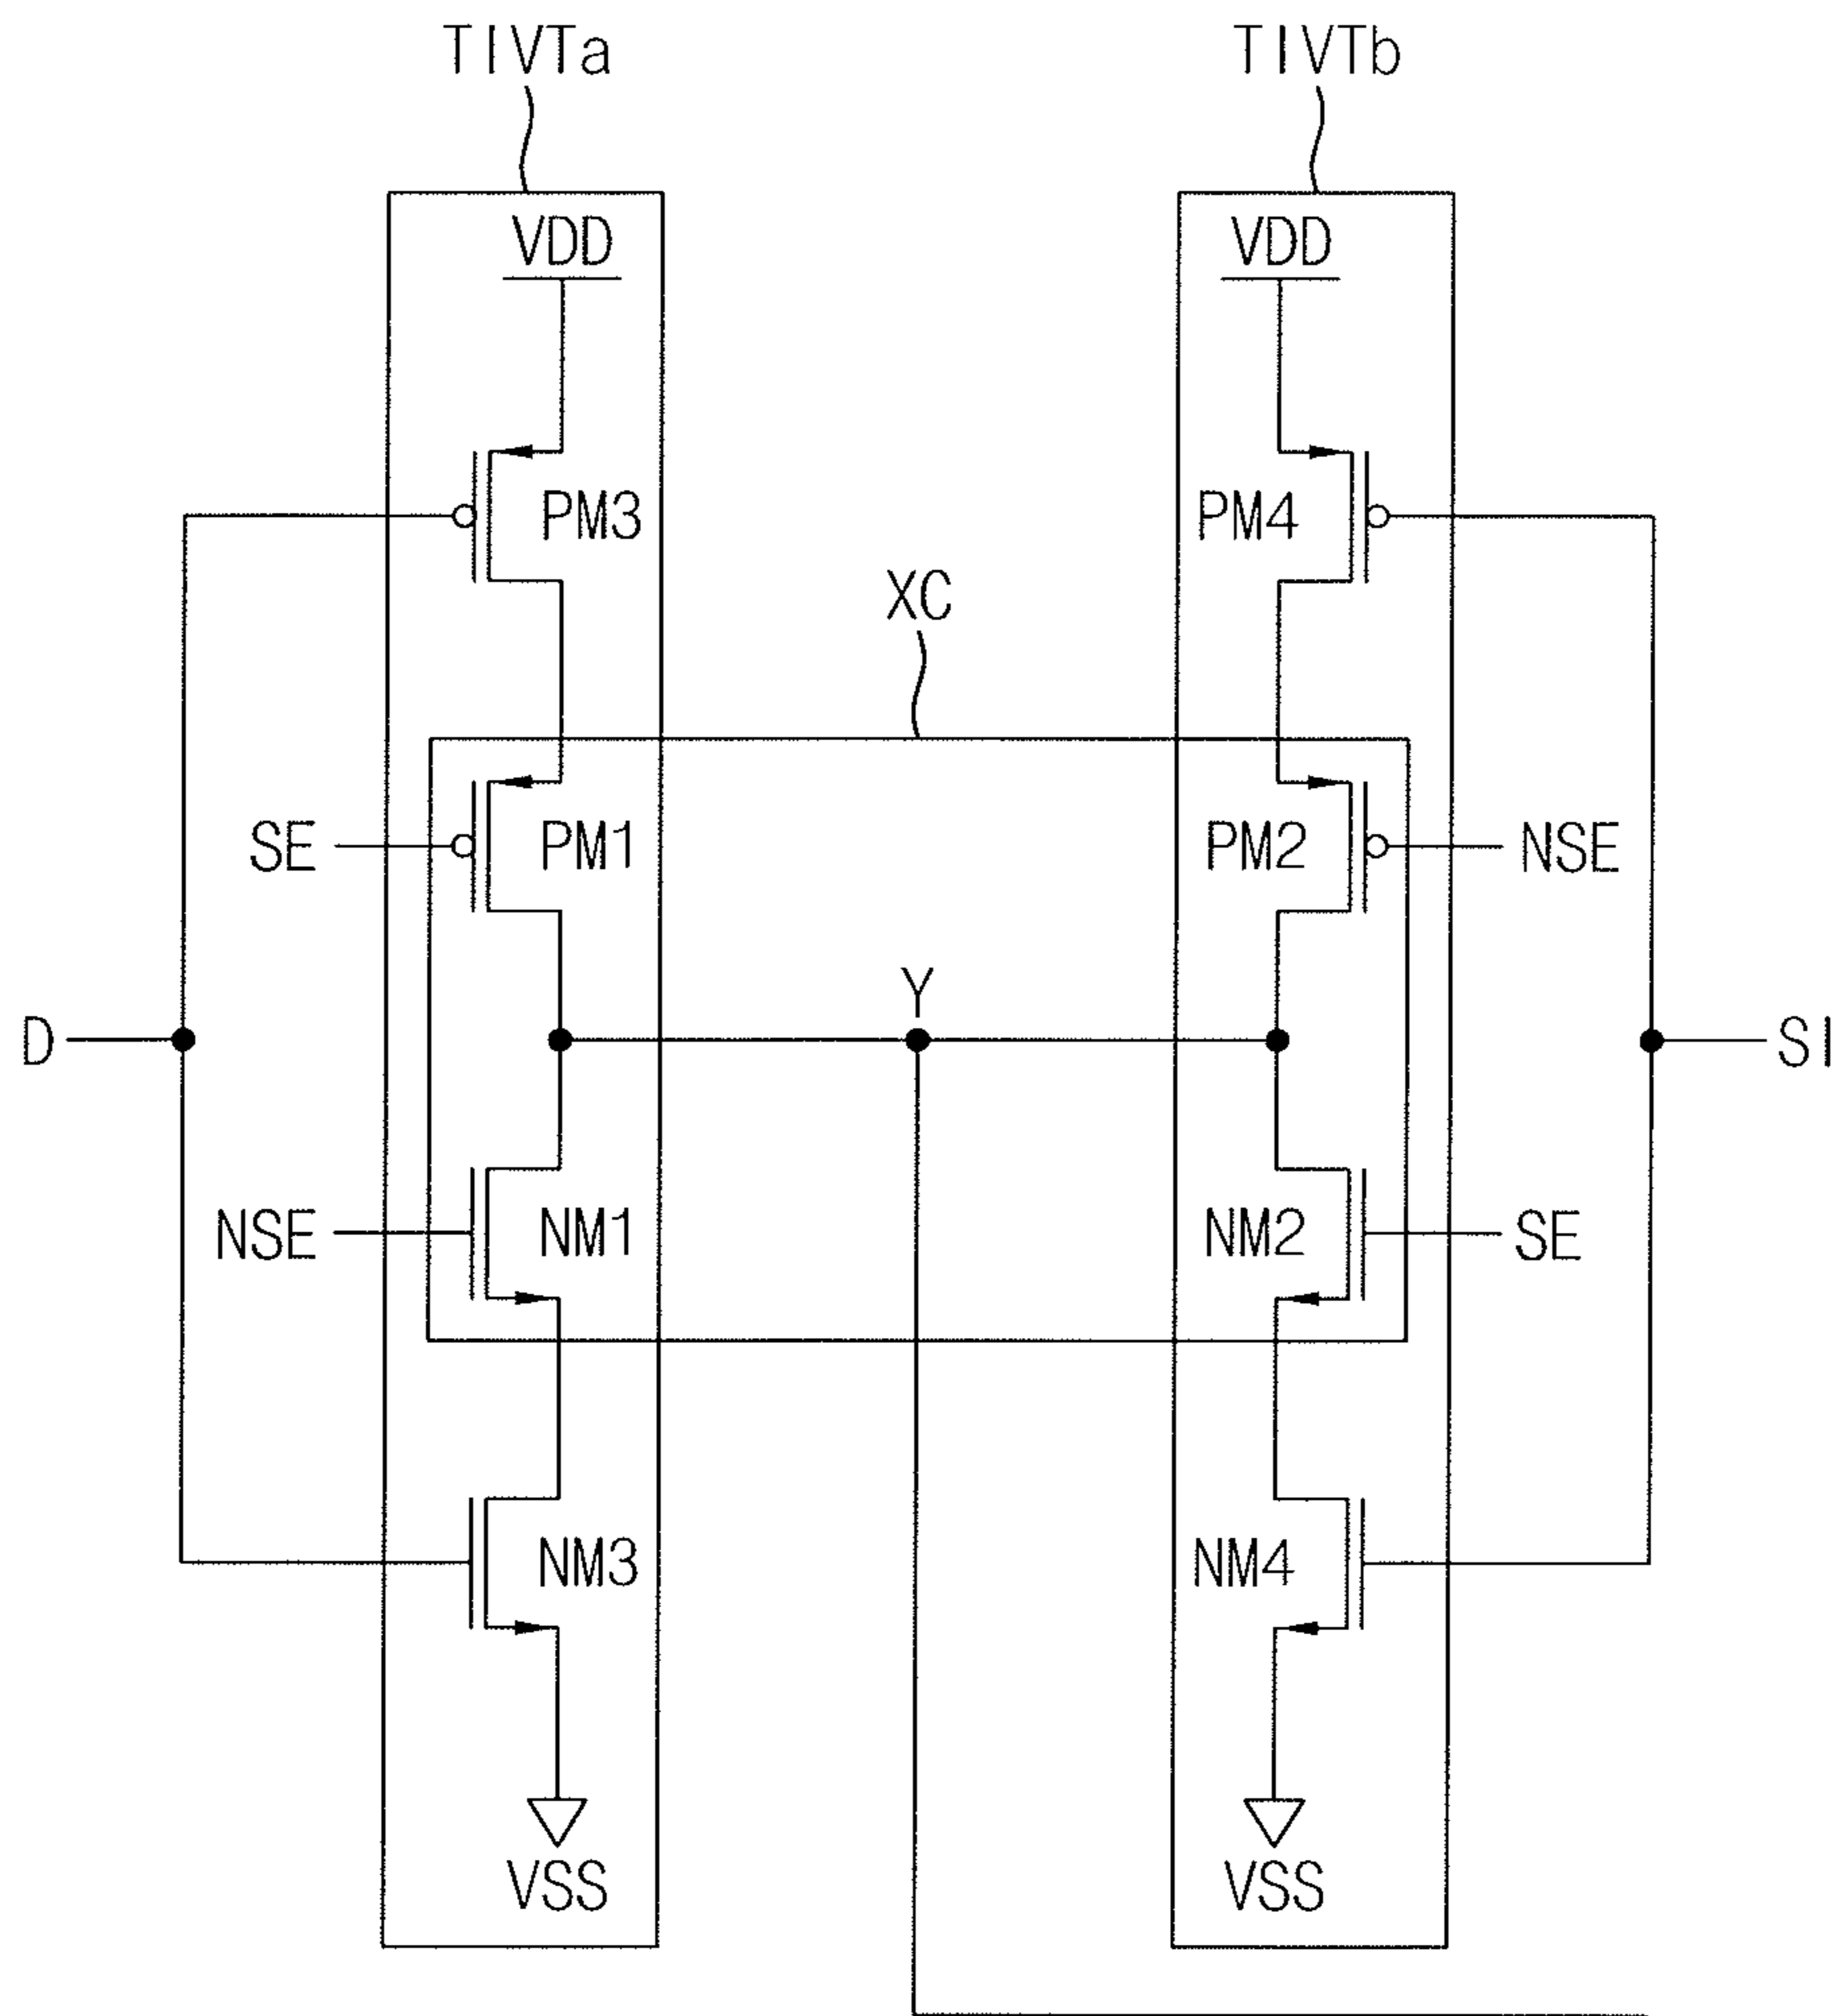 TIVTa
TIVTb
VDD
VDD
PM3
PM4
XC
SE
PM1
PM2
NSE
Y
D
SI
NSE
NM1
NM2
SE
NM3
NM4
VSS
VSS